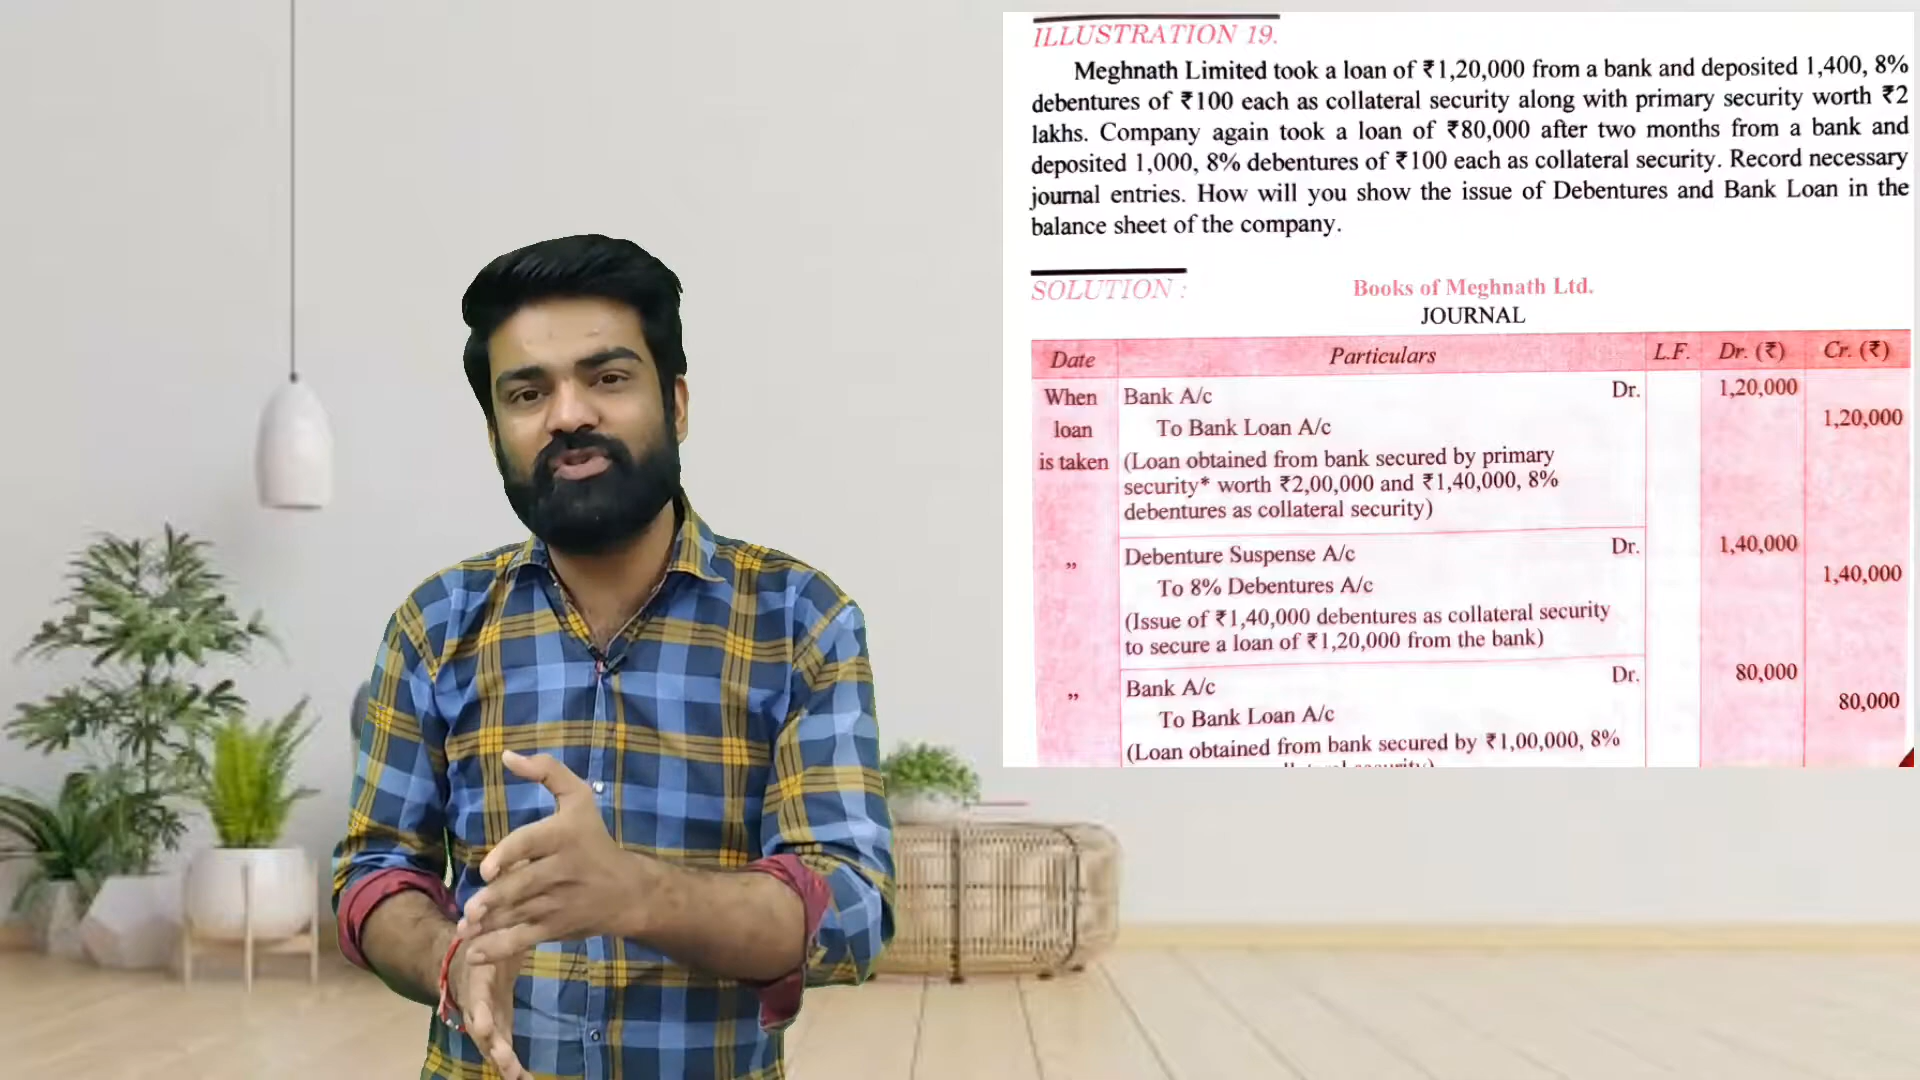 ILLUSTRATION 19.
Meghnath Limited took a loan of ₹1,20,000 from a bank and deposited 1,400, 8%
debentures of ₹100 each as collateral security along with primary security worth ₹2
lakhs. Company again took a loan of ₹80,000 after two months from a bank and
deposited 1,000, 8% debentures of ₹100 each as collateral security. Record necessary
journal entries. How will you show the issue of Debentures and Bank Loan in the
balance sheet of the company.
SOLUTION :
Books of Meghnath Ltd.
JOURNAL
Date Particulars L.F. Dr. (₹) Cr. (₹)
When Bank A/c Dr. 1,20,000
loan To Bank Loan A/c 1,20,000
is taken (Loan obtained from bank secured by primary
security* worth ₹2,00,000 and ₹1,40,000, 8%
debentures as collateral security)
,, Debenture Suspense A/c Dr. 1,40,000
To 8% Debentures A/c 1,40,000
(Issue of ₹1,40,000 debentures as collateral security
to secure a loan of ₹1,20,000 from the bank)
,, Bank A/c Dr. 80,000
To Bank Loan A/c 80,000
(Loan obtained from bank secured by ₹1,00,000, 8%